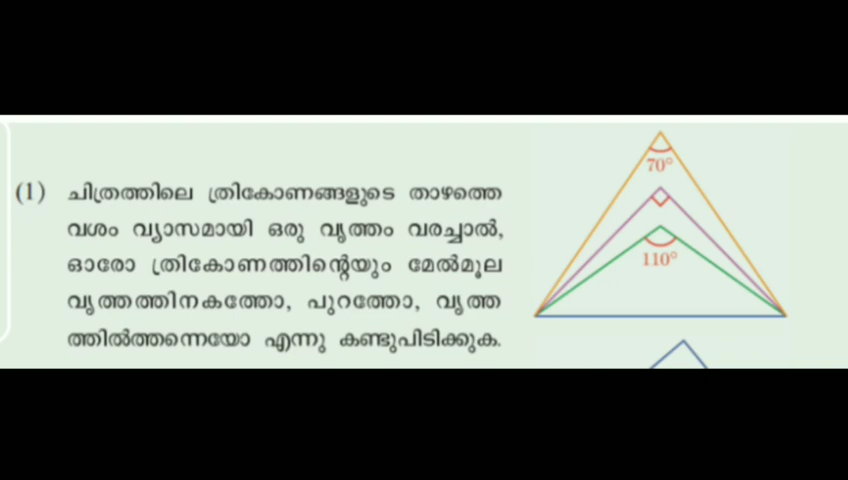 (1) ചിത്രത്തിലെ ത്രികോണങ്ങളുടെ താഴത്തെ
വശം വ്യാസമായി ഒരു വൃത്തം വരച്ചാൽ,
ഓരോ ത്രികോണത്തിന്റെയും മേൽമൂല
വൃത്തത്തിനകത്തോ, പുറത്തോ, വൃത്ത
ത്തിൽത്തന്നെയോ എന്നു കണ്ടുപിടിക്കുക.
70°
110°